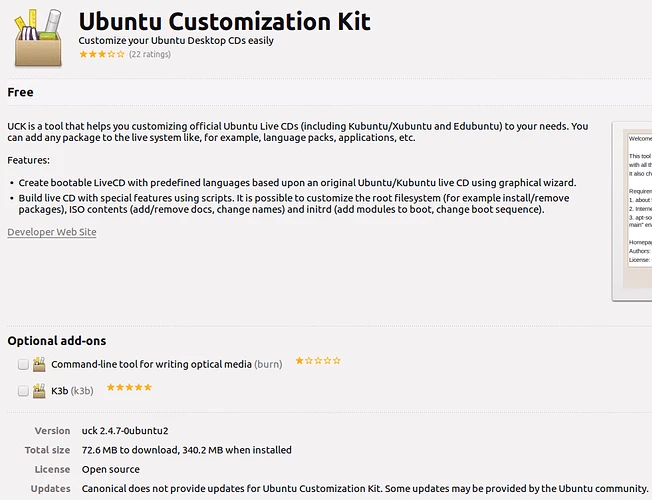 Ubuntu Customization Kit
Customize your Ubuntu Desktop CDs easily
(22 ratings)
Free
UCK is a tool that helps you customizing official Ubuntu Live CDs (including Kubuntu/Xubuntu and Edubuntu) to your needs. You
can add any package to the live system like, for example, language packs, applications, etc.
Features:
• Create bootable LiveCD with predefined languages based upon an original Ubuntu/Kubuntu live CD using graphical wizard.
• Build live CD with special features using scripts. It is possible to customize the root filesystem (for example install/remove
packages), ISO contents (add/remove docs, change names) and initrd (add modules to boot, change boot sequence).
Developer Web Site
Welcome
This tool
with all th
It also ch
Requirem
1. about
2. Interne
3. apt-so
main" en
Homepag
Authors:
License:
Optional add-ons
Command-line tool for writing optical media (burn)
K3b (k3b)
Version uck 2.4.7-0ubuntu2
Total size 72.6 MB to download, 340.2 MB when installed
License Open source
Updates Canonical does not provide updates for Ubuntu Customization Kit. Some updates may be provided by the Ubuntu community.